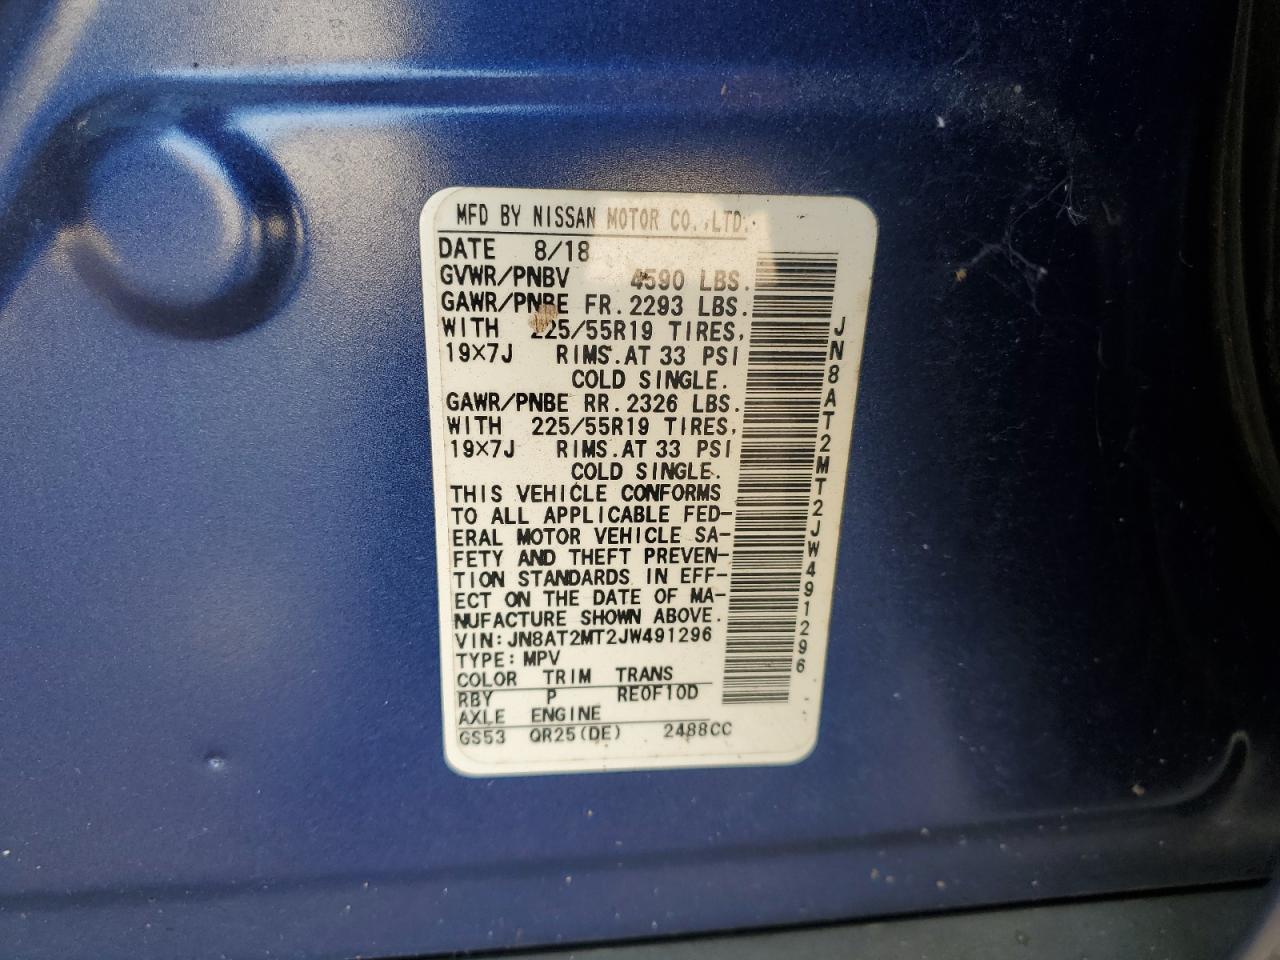 MFD BY NISSAN MOTOR CO.,LTD.
DATE 8/18
GVWR/PNBV 4590 LBS.
GAWR/PNBE FR.2293 LBS.
WITH 225/55R19 TIRES,
19×7J RIMS.AT 33 PSI
COLD SINGLE.
GAWR/PNBE RR.2326 LBS.
WITH 225/55R19 TIRES,
19×7J RIMS.AT 33 PSI
COLD SINGLE.
THIS VEHICLE CONFORMS
TO ALL APPLICABLE FED-
ERAL MOTOR VEHICLE SA-
FETY AND THEFT PREVEN-
TION STANDARDS IN EFF-
ECT ON THE DATE OF MA-
NUFACTURE SHOWN ABOVE.
VIN:JN8AT2MT2JW491296
TYPE:MPV
COLOR TRIM TRANS
RBY P RE0F10D
AXLE ENGINE
GS53 QR25(DE) 2488CC
JN8AT2MT2JW491296